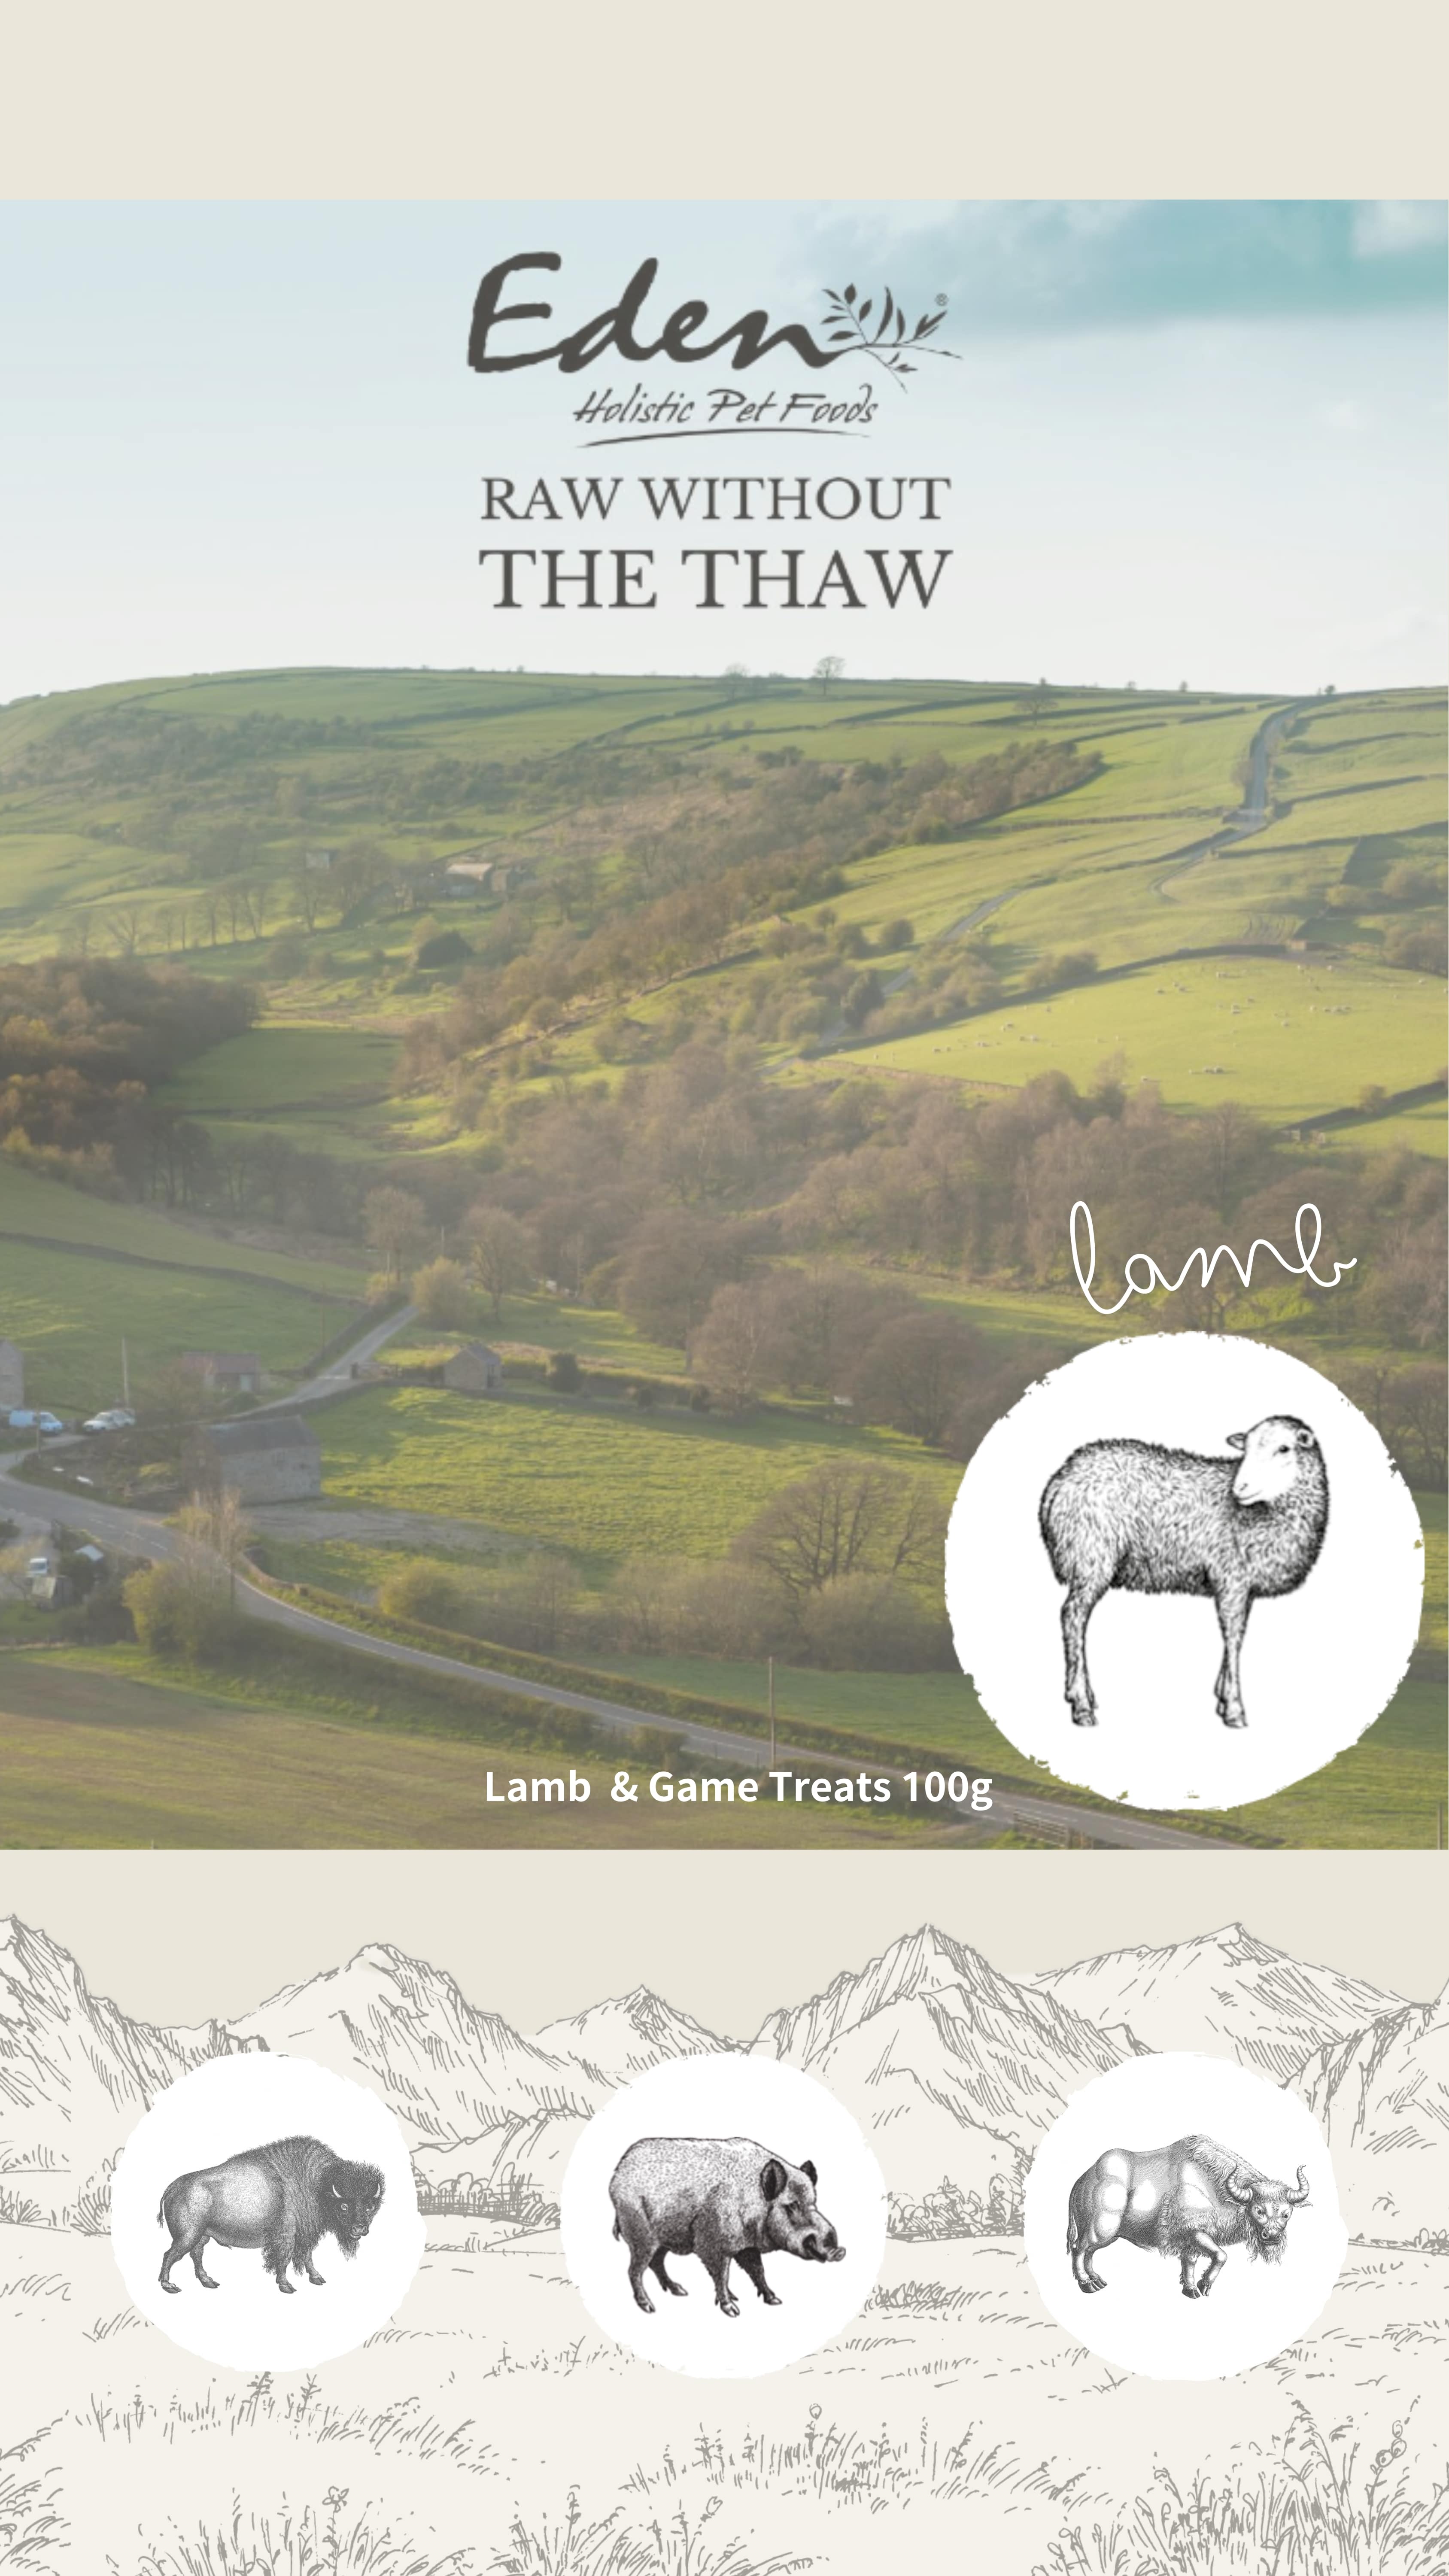 Eden®
Holistic Pet Foods
RAW WITHOUT
THE THAW
lamb
Lamb & Game Treats 100g